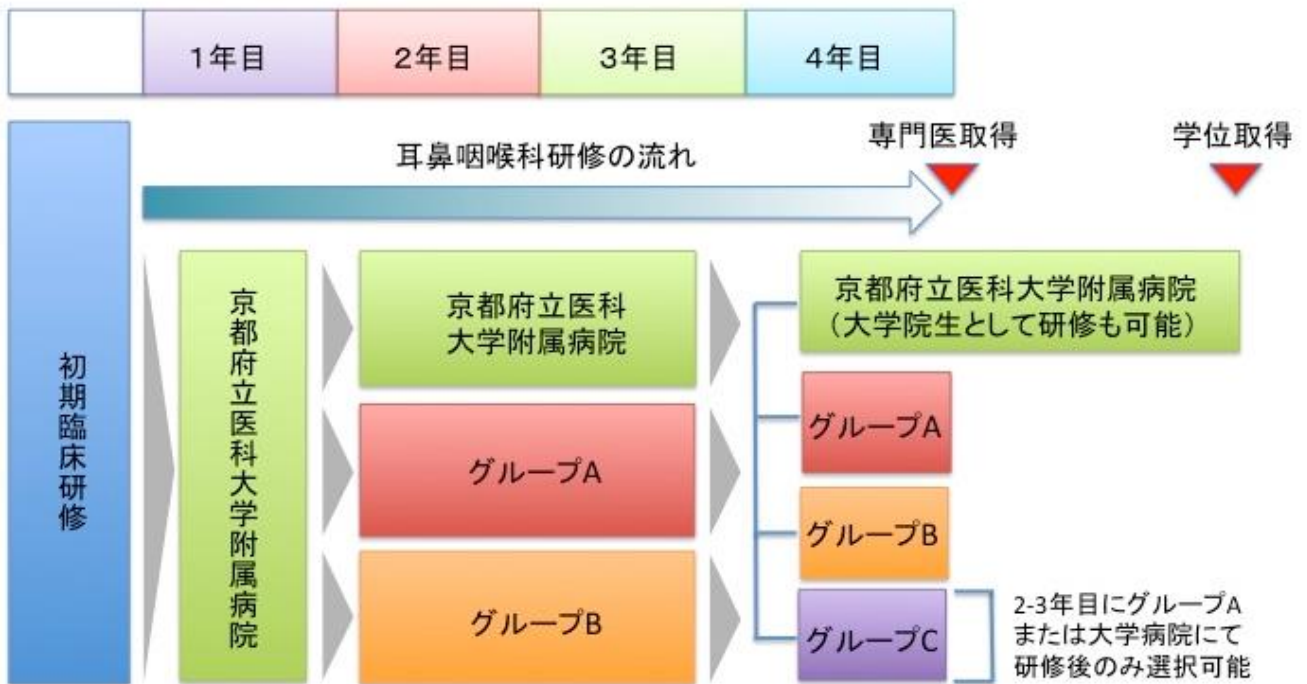 1年目
2年目
3年目
4年目
耳鼻咽喉科研修の流れ
専門医取得
学位取得
初期臨床研修
京都府立医科大学附属病院
京都府立医科
大学附属病院
グループA
グループB
京都府立医科大学附属病院
（大学院生として研修も可能）
グループA
グループB
グループC
2-3年目にグループA
または大学病院にて
研修後のみ選択可能